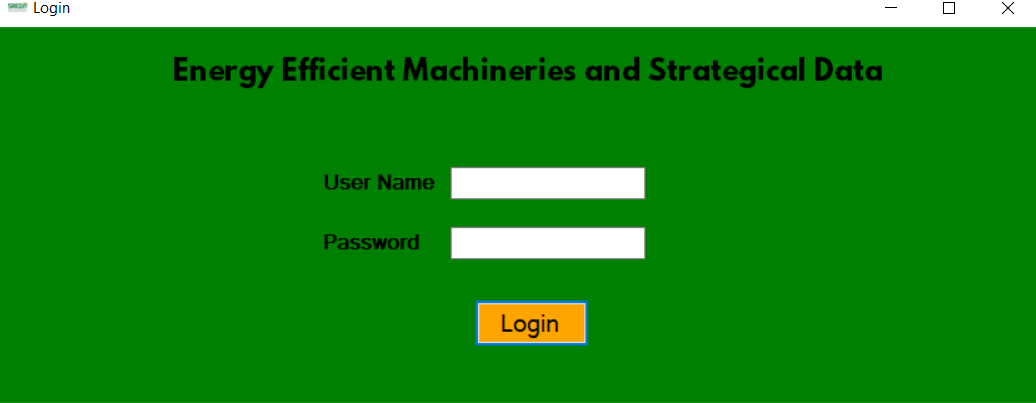 Login
Energy Efficient Machineries and Strategical Data
User Name
Password
Login